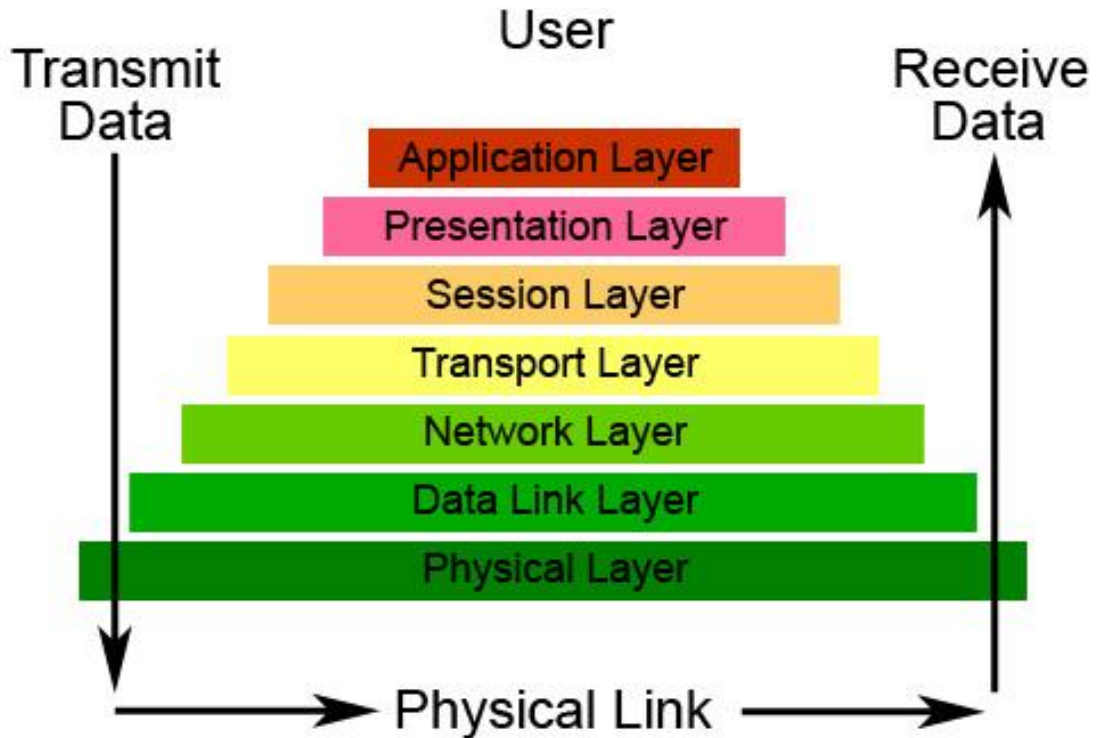 User
Transmit
Data
Receive
Data
Application Layer
Presentation Layer
Session Layer
Transport Layer
Network Layer
Data Link Layer
Physical Layer
Physical Link